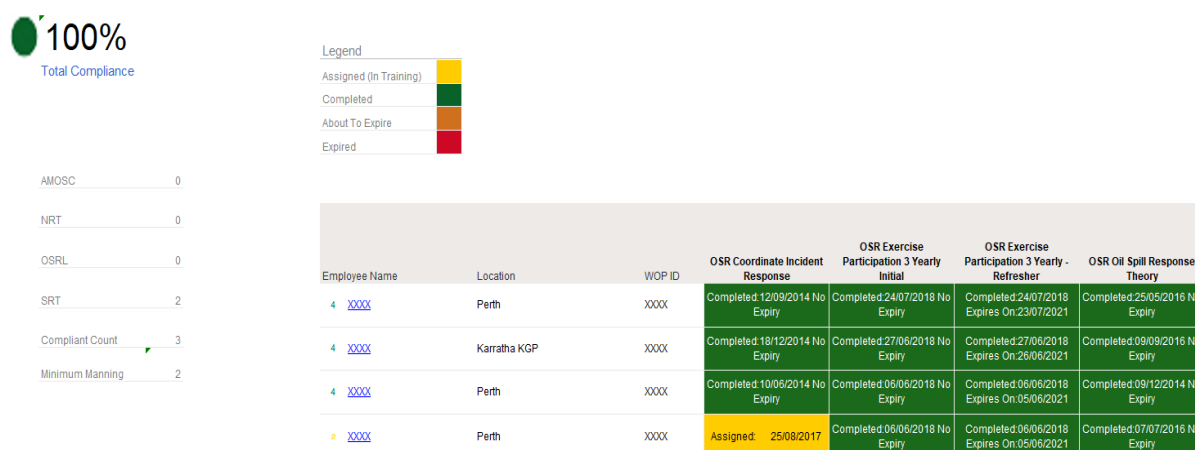 100%
Total Compliance
Legend
Assigned (In Training)
Completed
About To Expire
Expired
AMOSC 0
NRT 0
OSRL 0
SRT 2
Compliant Count 3
Minimum Manning 2
OSR Exercise OSR Exercise
OSR Coordinate Incident Participation 3 Yearly Participation 3 Yearly - OSR Oil Spill Response
Employee Name Location WOP ID Response Initial Refresher Theory
Completed:12/09/2014 No Completed:24/07/2018 No Completed:24/07/2018 Completed:25/05/2016 N
4 XXXX Perth XXXX Expiry Expiry Expires On:23/07/2021 Expiry
Completed:18/12/2014 No Completed:27/06/2018 No Completed:27/06/2018 Completed:09/09/2016 N
4 XXXX Karratha KGP XXXX Expiry Expiry Expires On:26/06/2021 Expiry
Completed:10/06/2014 No Completed:06/06/2018 No Completed:06/06/2018 Completed:09/12/2014 N
4 XXXX Perth XXXX Expiry Expiry Expires On:05/06/2021 Expiry
Completed:06/06/2018 No Completed:06/06/2018 Completed:07/07/2016 N
XXXX Perth XXXX Assigned: 25/08/2017 Expiry Expires On:05/06/2021 Expiry